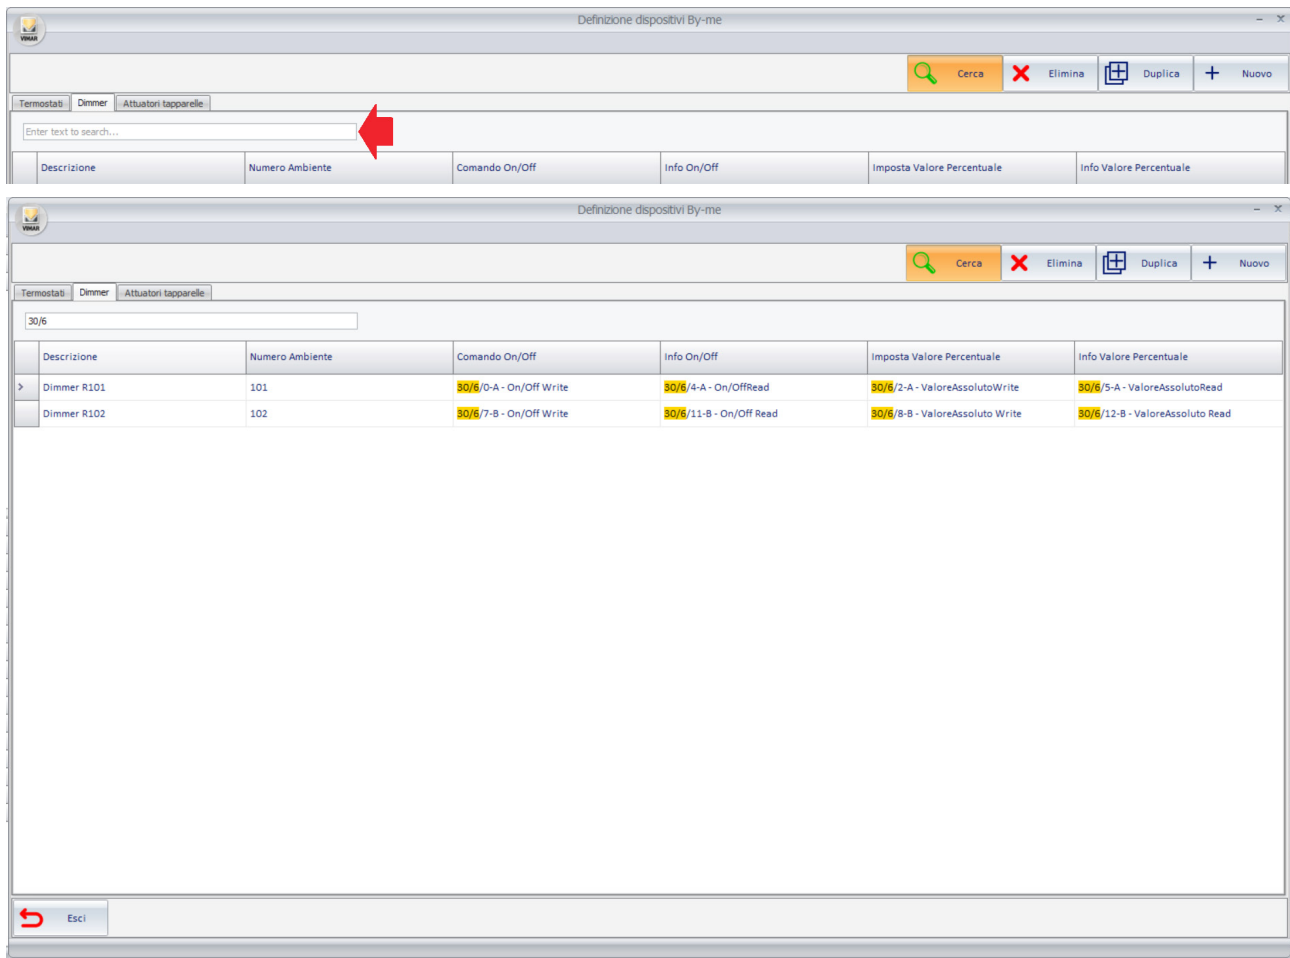 Definizione dispositivi By-me
VIMAR
Cerca Elimina Duplica Nuovo
Termostati Dimmer Attuatori tapparelle
Enter text to search...
Descrizione Numero Ambiente Comando On/Off Info On/Off Imposta Valore Percentuale Info Valore Percentuale
Definizione dispositivi By-me
VIMAR
Cerca Elimina Duplica Nuovo
Termostati Dimmer Attuatori tapparelle
30/6
Descrizione Numero Ambiente Comando On/Off Info On/Off Imposta Valore Percentuale Info Valore Percentuale
Dimmer R101 101 30/6/0-A - On/Off Write 30/6/4-A - On/OffRead 30/6/2-A - ValoreAssolutoWrite 30/6/5-A - ValoreAssolutoRead
Dimmer R102 102 30/6/7-B - On/Off Write 30/6/11-B - On/Off Read 30/6/8-B - ValoreAssoluto Write 30/6/12-B - ValoreAssoluto Read
Esci